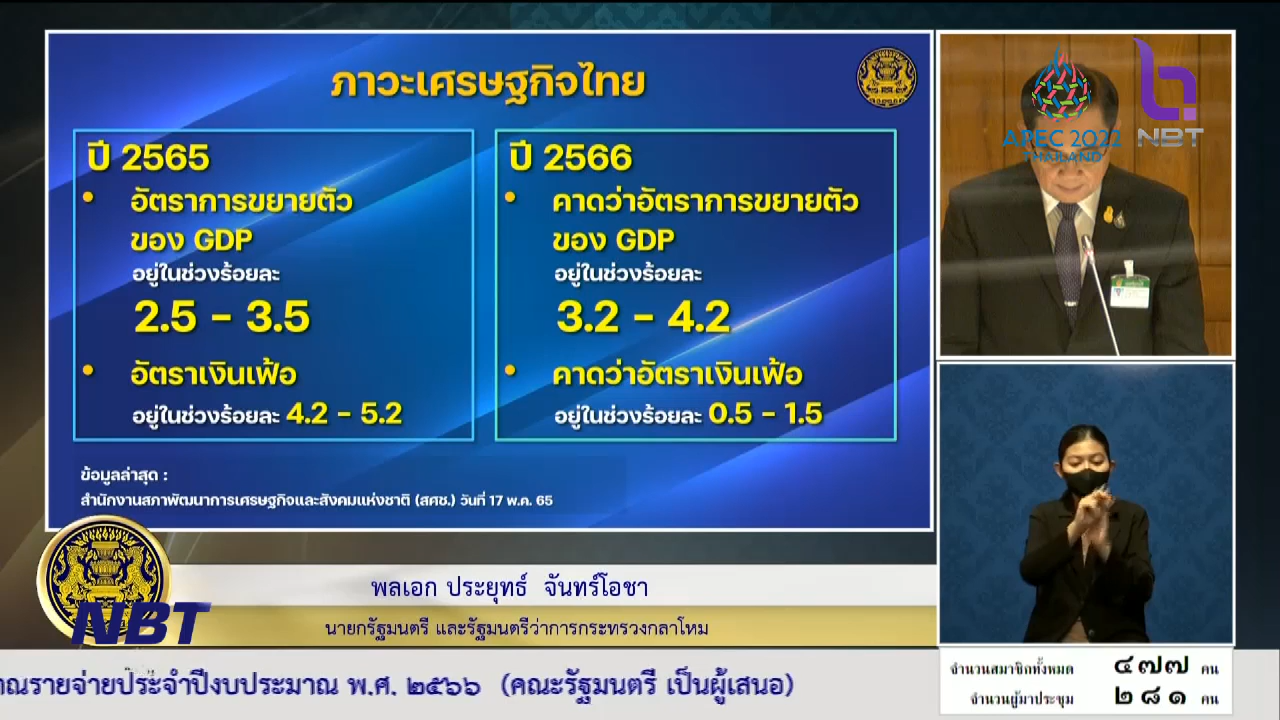 ภาวะเศรษฐกิจไทย
ปี 2565
• อัตราการขยายตัว
ของ GDP
อยู่ในช่วงร้อยละ
2.5 - 3.5
• อัตราเงินเฟ้อ
อยู่ในช่วงร้อยละ 4.2 - 5.2
ปี 2566
• คาดว่าอัตราการขยายตัว
ของ GDP
อยู่ในช่วงร้อยละ
3.2 - 4.2
• คาดว่าอัตราเงินเฟ้อ
อยู่ในช่วงร้อยละ 0.5 - 1.5
ข้อมูลล่าสุด :
สำนักงานสภาพัฒนาการเศรษฐกิจและสังคมแห่งชาติ (สศช.) วันที่ 17 พ.ค. 65
APEC 2022
THAILAND
NBT
NBT
พลเอก ประยุทธ์ จันทร์โอชา
นายกรัฐมนตรี และรัฐมนตรีว่าการกระทรวงกลาโหม
าณรายจ่ายประจำปีงบประมาณ พ.ศ. ๒๕๖๖ (คณะรัฐมนตรี เป็นผู้เสนอ)
จำนวนสมาชิกทั้งหมด ๔๗๗ คน
จำนวนผู้มาประชุม ๒๘๑ คน